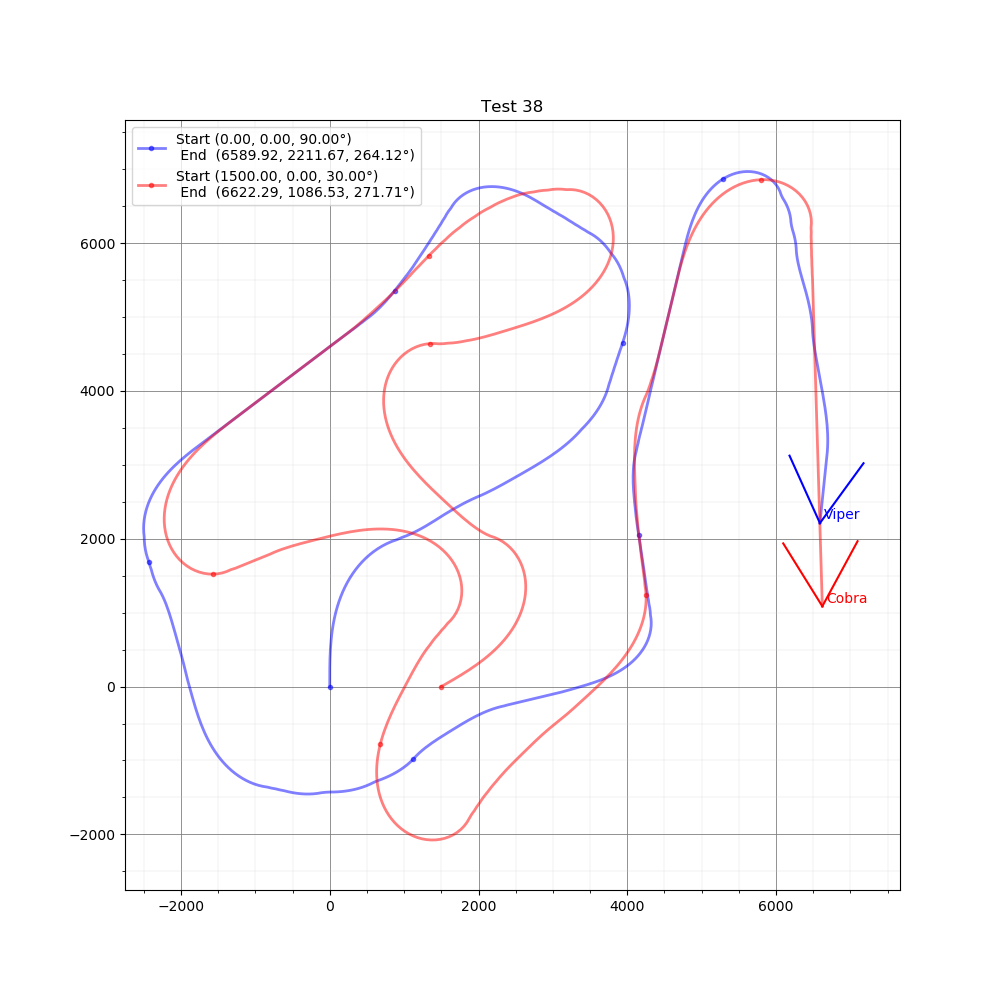 Test 38
Start (0.00, 0.00, 90.00°)
End  (6589.92, 2211.67, 264.12°)
Start (1500.00, 0.00, 30.00°)
End  (6622.29, 1086.53, 271.71°)
6000
4000
2000
0
−2000
Viper
Cobra
−2000
0
2000
4000
6000